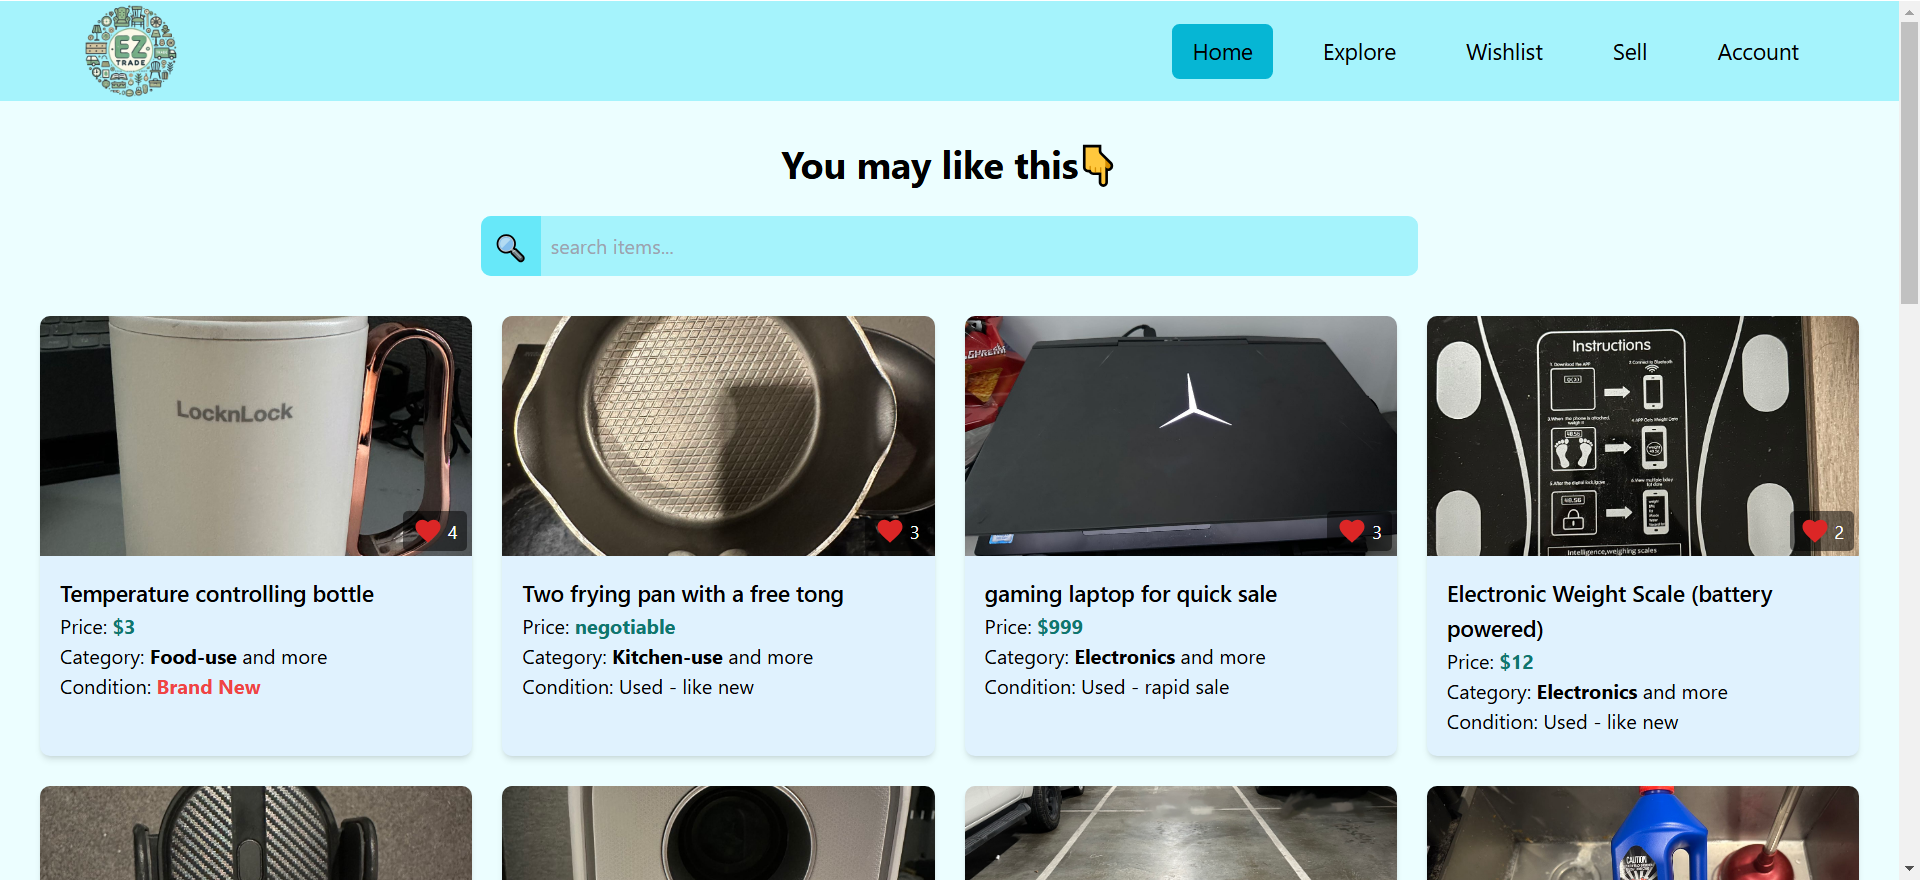 EZ
TRADE
Home
Explore
Wishlist
Sell
Account
You may like this👇
search items...
LocknLock
4
3
3
Instructions
Intelligence,weighing scales
2
Temperature controlling bottle
Price: $3
Category: Food-use and more
Condition: Brand New
Two frying pan with a free tong
Price: negotiable
Category: Kitchen-use and more
Condition: Used - like new
gaming laptop for quick sale
Price: $999
Category: Electronics and more
Condition: Used - rapid sale
Electronic Weight Scale (battery
powered)
Price: $12
Category: Electronics and more
Condition: Used - like new
CAUTION